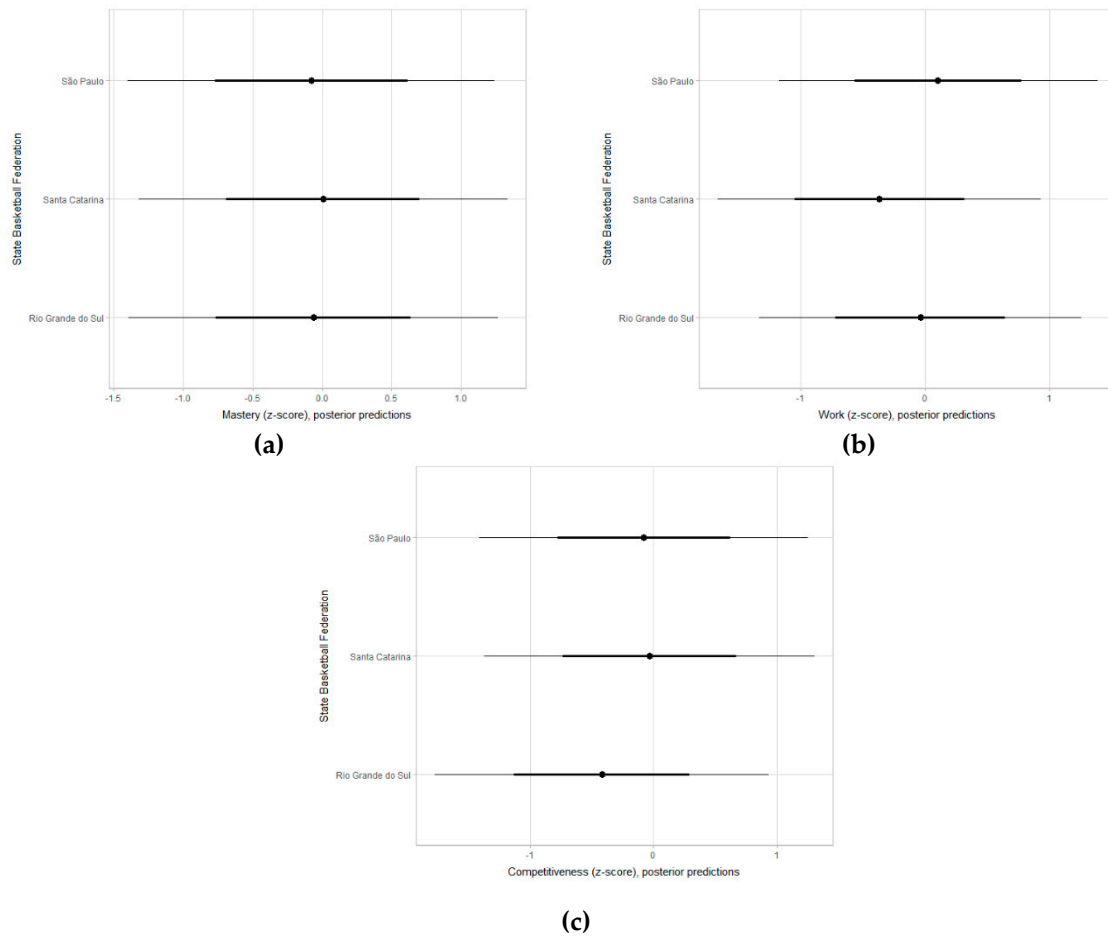 State Basketball Federation
São Paulo
Santa Catarina
Rio Grande do Sul
-1.5 -1.0 -0.5 0.0 0.5 1.0
Mastery (z-score), posterior predictions
(a)
State Basketball Federation
São Paulo
Santa Catarina
Rio Grande do Sul
-1 0 1
Work (z-score), posterior predictions
(b)
State Basketball Federation
São Paulo
Santa Catarina
Rio Grande do Sul
-1 0 1
Competitiveness (z-score), posterior predictions
(c)